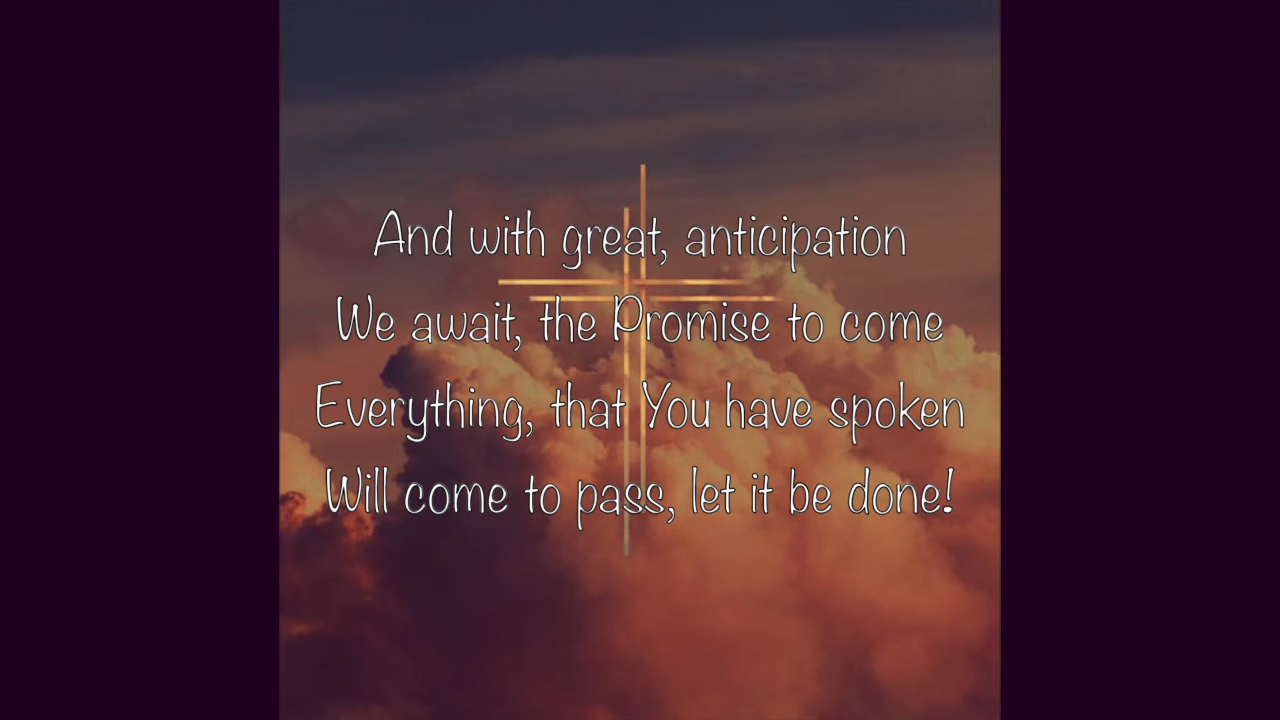 And with great, anticipation
We await, the Promise to come
Everything, that You have spoken
Will come to pass, let it be done!